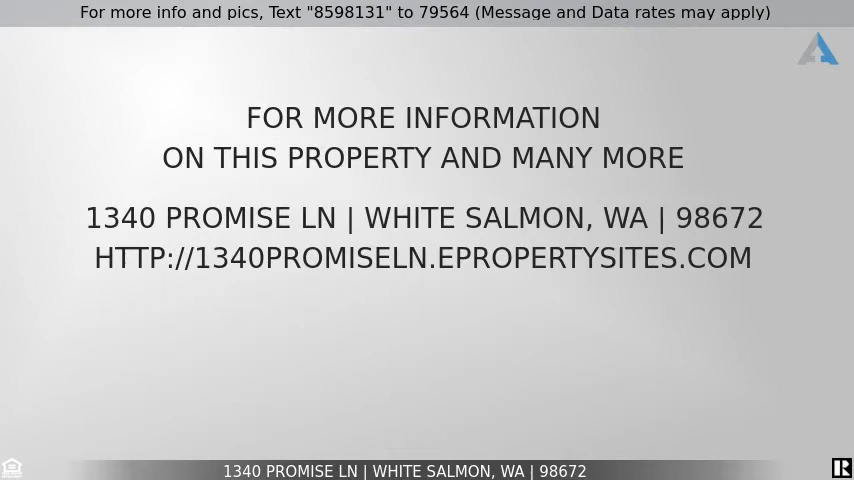 For more info and pics, Text "8598131" to 79564 (Message and Data rates may apply)
FOR MORE INFORMATION
ON THIS PROPERTY AND MANY MORE
1340 PROMISE LN | WHITE SALMON, WA | 98672
HTTP://1340PROMISELN.EPROPERTYSITES.COM
1340 PROMISE LN | WHITE SALMON, WA | 98672